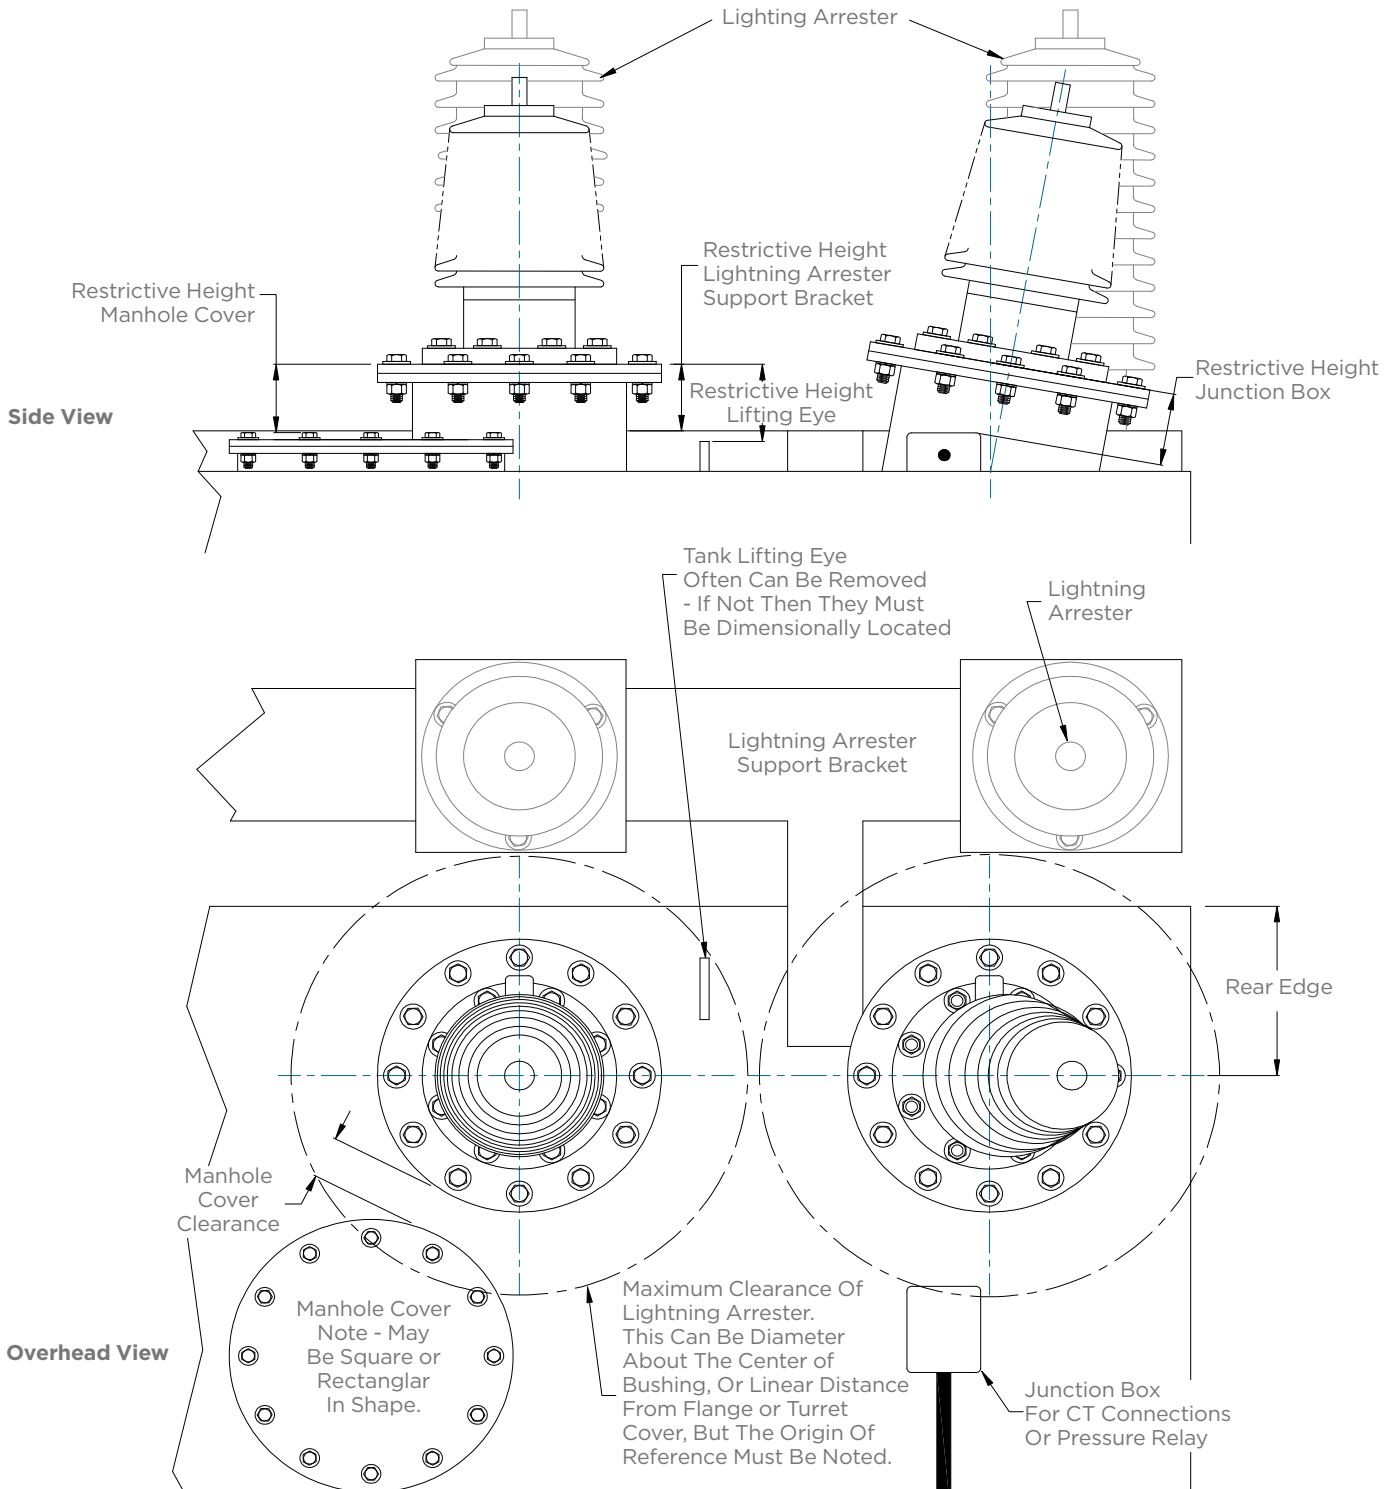 Lighting Arrester
Restrictive Height
Lightning Arrester
Support Bracket
Restrictive Height
Manhole Cover
Restrictive Height
Junction Box
Restrictive Height
Lifting Eye
Side View
Tank Lifting Eye
Often Can Be Removed
- If Not Then They Must
Be Dimensionally Located
Lightning
Arrester
Lightning Arrester
Support Bracket
Rear Edge
Manhole
Cover
Clearance
Manhole Cover
Note - May
Be Square or
Rectanglar
In Shape.
Overhead View
Maximum Clearance Of
Lightning Arrester.
This Can Be Diameter
About The Center of
Bushing, Or Linear Distance
From Flange or Turret
Cover, But The Origin Of
Reference Must Be Noted.
Junction Box
For CT Connections
Or Pressure Relay